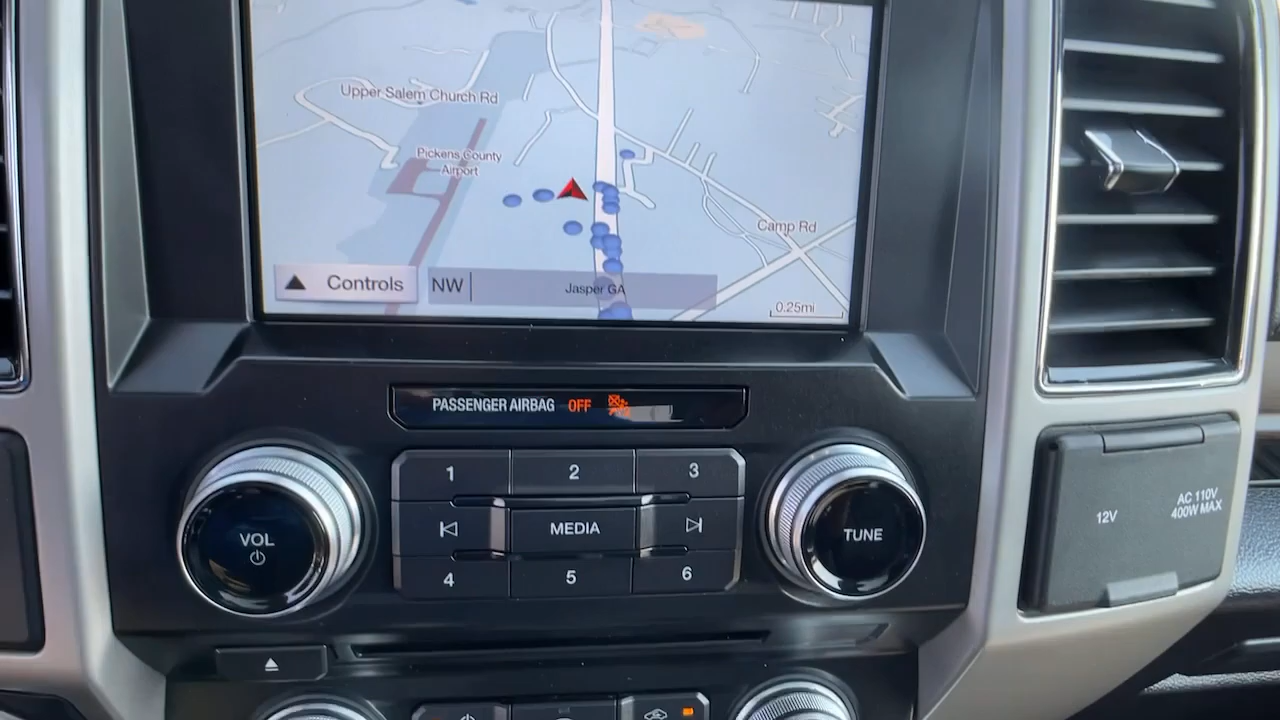 Upper Salem Church Rd
Pickens County
Airport
Camp Rd
Controls
NW
Jasper GA
0.25mi
PASSENGER AIRBAG OFF
1
2
3
VOL
MEDIA
TUNE
4
5
6
12V
AC 110V
400W MAX